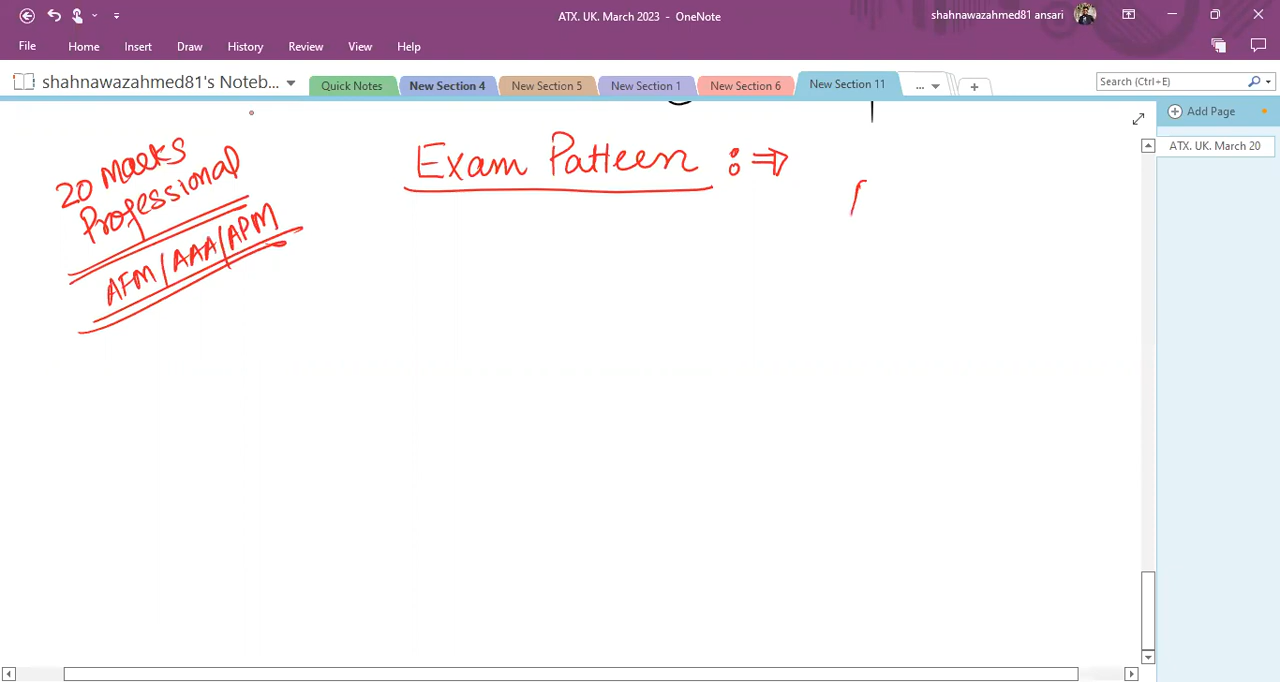 ATX. UK. March 2023 - OneNote
shahnawazahmed81 ansari
File Home Insert Draw History Review View Help
shahnawazahmed81's Noteb... Quick Notes New Section 4 New Section 5 New Section 1 New Section 6 New Section 11 ... + Search (Ctrl+E)
Add Page
ATX. UK. March 20
Exam Pattern :⇒
20 Marks
Professional
AFM/AAA/APM